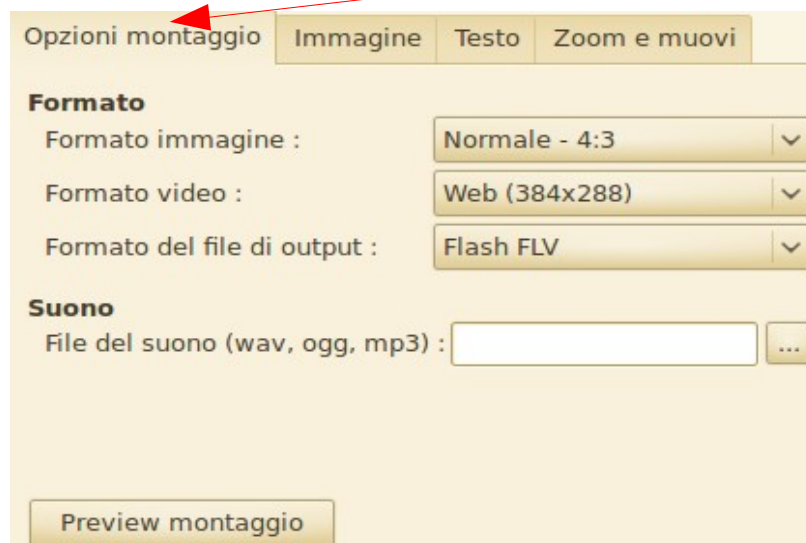 Opzioni montaggio Immagine Testo Zoom e muovi
Formato
Formato immagine : Normale - 4:3
Formato video : Web (384x288)
Formato del file di output : Flash FLV
Suono
File del suono (wav, ogg, mp3) : ...
Preview montaggio